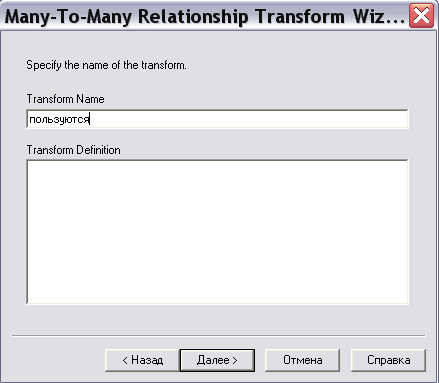 Many-To-Many Relationship Transform Wiz...
Specify the name of the transform.
Transform Name
пользуются
Transform Definition
< Назад Далее > Отмена Справка